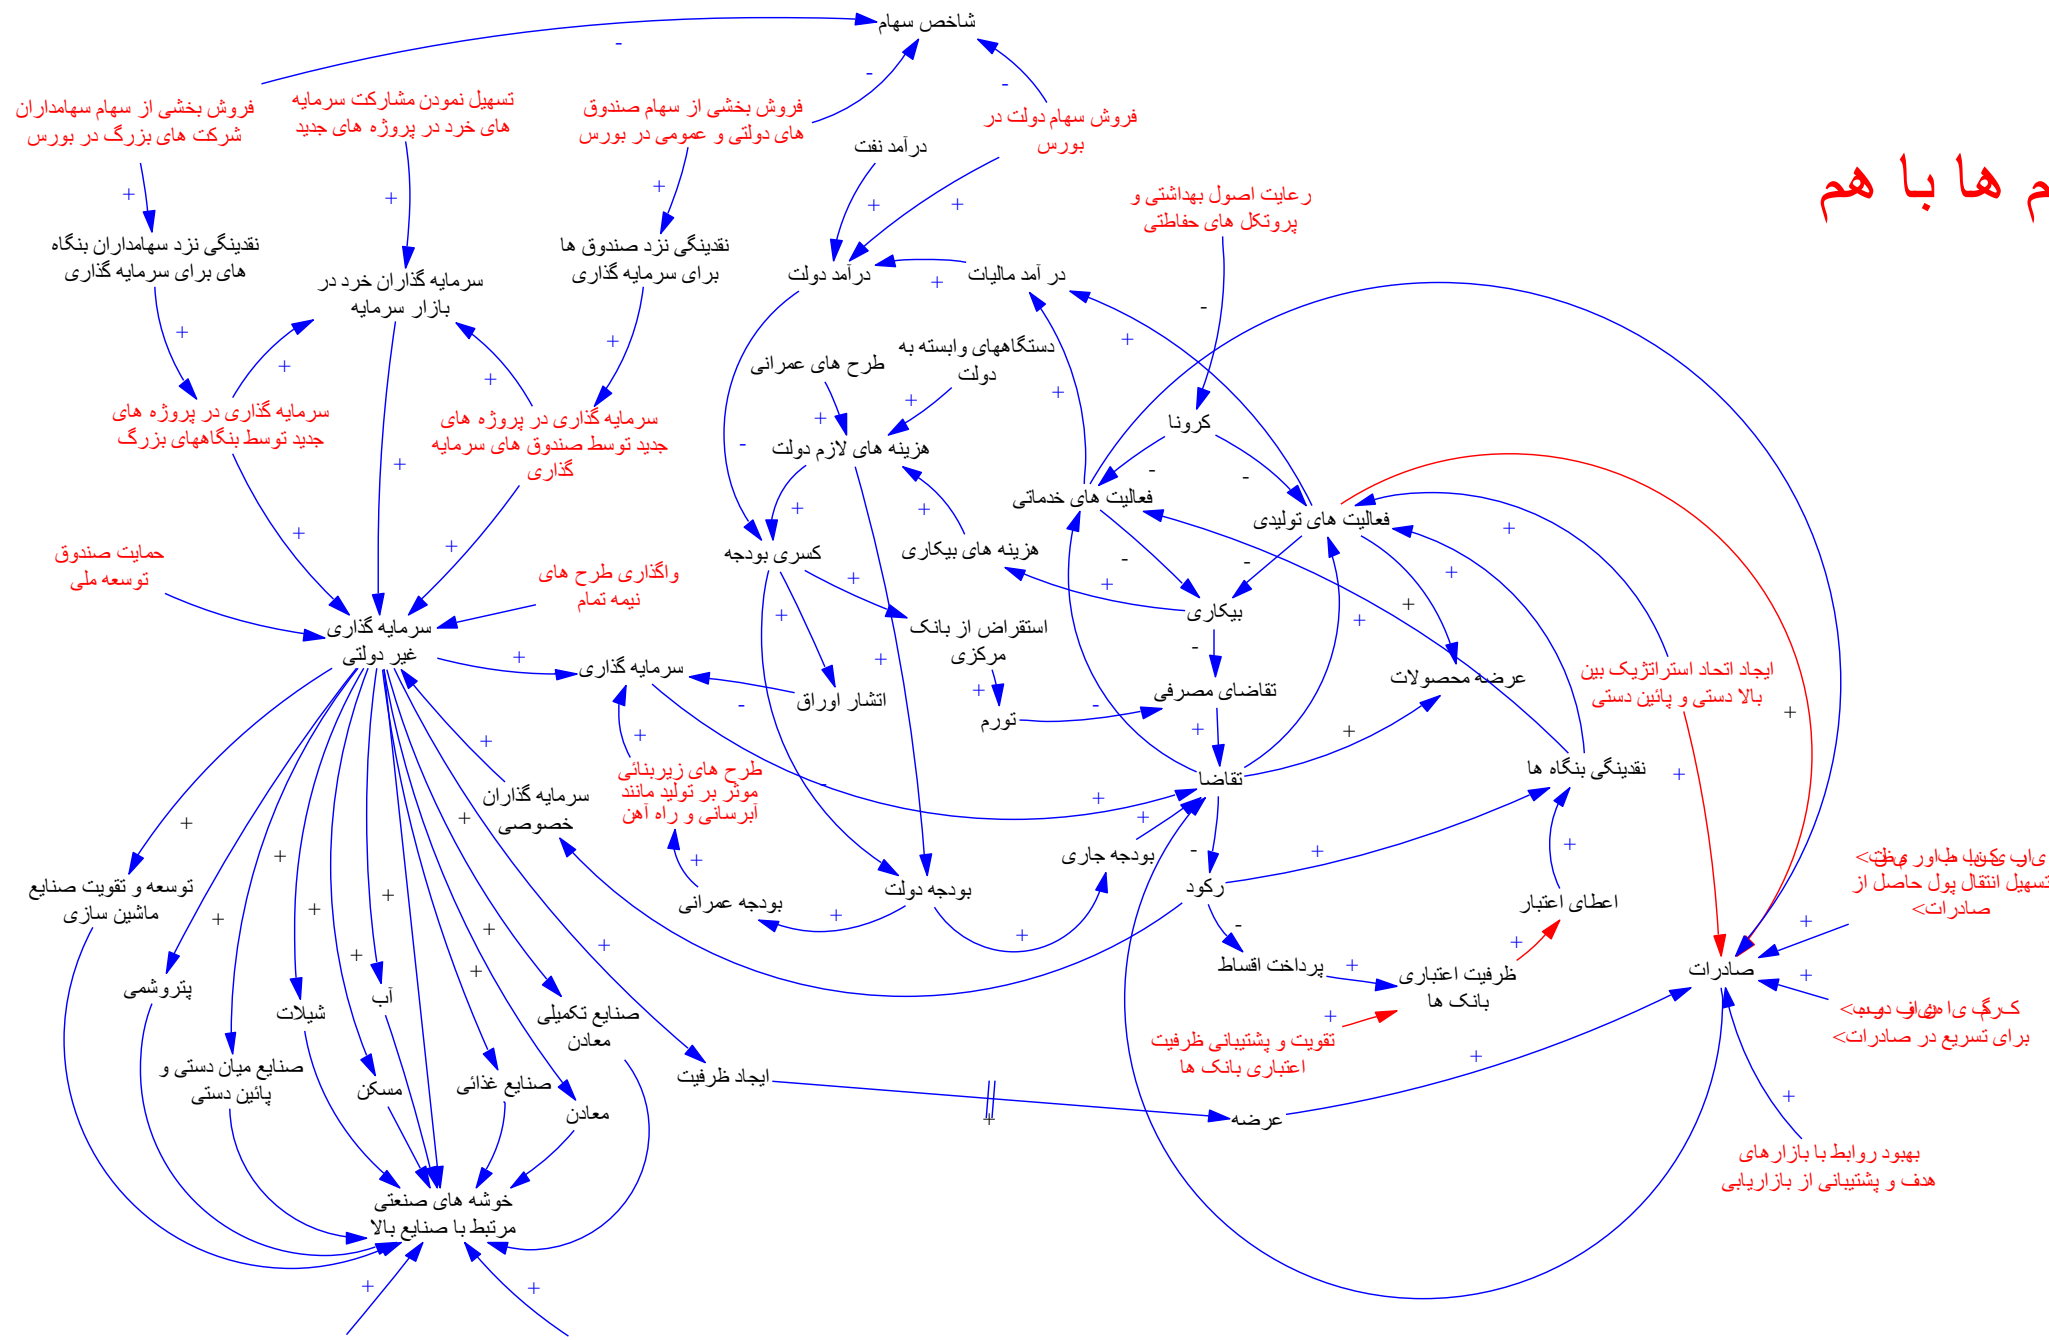 شاخص سهام
فروش بخشی از سهام سهامداران
شرکت های بزرگ در بورس
تسهیل نمودن مشارکت سرمایه
های خرد در پروژه های جدید
فروش بخشی از سهام صندوق
های دولتی و عمومی در بورس
فروش سهام دولت در
بورس
درآمد نفت
م ها با هم
رعایت اصول بهداشتی و
پروتکل های حفاطتی
نقدینگی نزد سهامداران بنگاه
های برای سرمایه گذاری
سرمایه گذاران خرد در
بازار سرمایه
نقدینگی نزد صندوق ها
برای سرمایه گذاری
درآمد دولت
در آمد مالیات
دستگاههای وابسته به
دولت
طرح های عمرانی
هزینه های لازم دولت
کرونا
سرمایه گذاری در پروژه های
جدید توسط بنگاههای بزرگ
سرمایه گذاری در پروژه های
جدید توسط صندوق های سرمایه
گذاری
فعالیت های خدماتی
فعالیت های تولیدی
کسری بودجه
هزینه های بیکاری
حمایت صندوق
توسعه ملی
واگذاری طرح های
نیمه تمام
بیکاری
سرمایه گذاری
غیر دولتی
استقراض از بانک
مرکزی
سرمایه گذاری
انتشار اوراق
تورم
تقاضای مصرفی
عرضه محصولات
ایجاد اتحاد استراتژیک بین
بالا دستی و پائین دستی
نقدینگی بنگاه ها
تقاضا
طرح های زیربنائی
موثر بر تولید مانند
آبرسانی و راه آهن
سرمایه گذاران
خصوصی
بودجه جاری
بودجه دولت
بودجه عمرانی
رکود
اعطای اعتبار
تسهیل انتقال پول حاصل از
صادرات>
توسعه و تقویت صنایع
ماشین سازی
پرداخت اقساط
ظرفیت اعتباری
بانک ها
صادرات
برای تسریع در صادرات>
پتروشمی
آب
شیلات
صنایع تکمیلی
معادن
تقویت و پشتیبانی ظرفیت
اعتباری بانک ها
صنایع میان دستی و
پائین دستی
مسکن
صنایع غذائی
معادن
ایجاد ظرفیت
عرضه
بهبود روابط با بازارهای
هدف و پشتیبانی از بازاریابی
خوشه های صنعتی
مرتبط با صنایع بالا